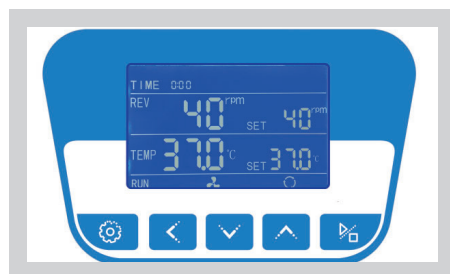 TIME 0:00
REV 40 rpm SET 40 rpm
TEMP 37.0 ℃ SET 37.0 ℃
RUN